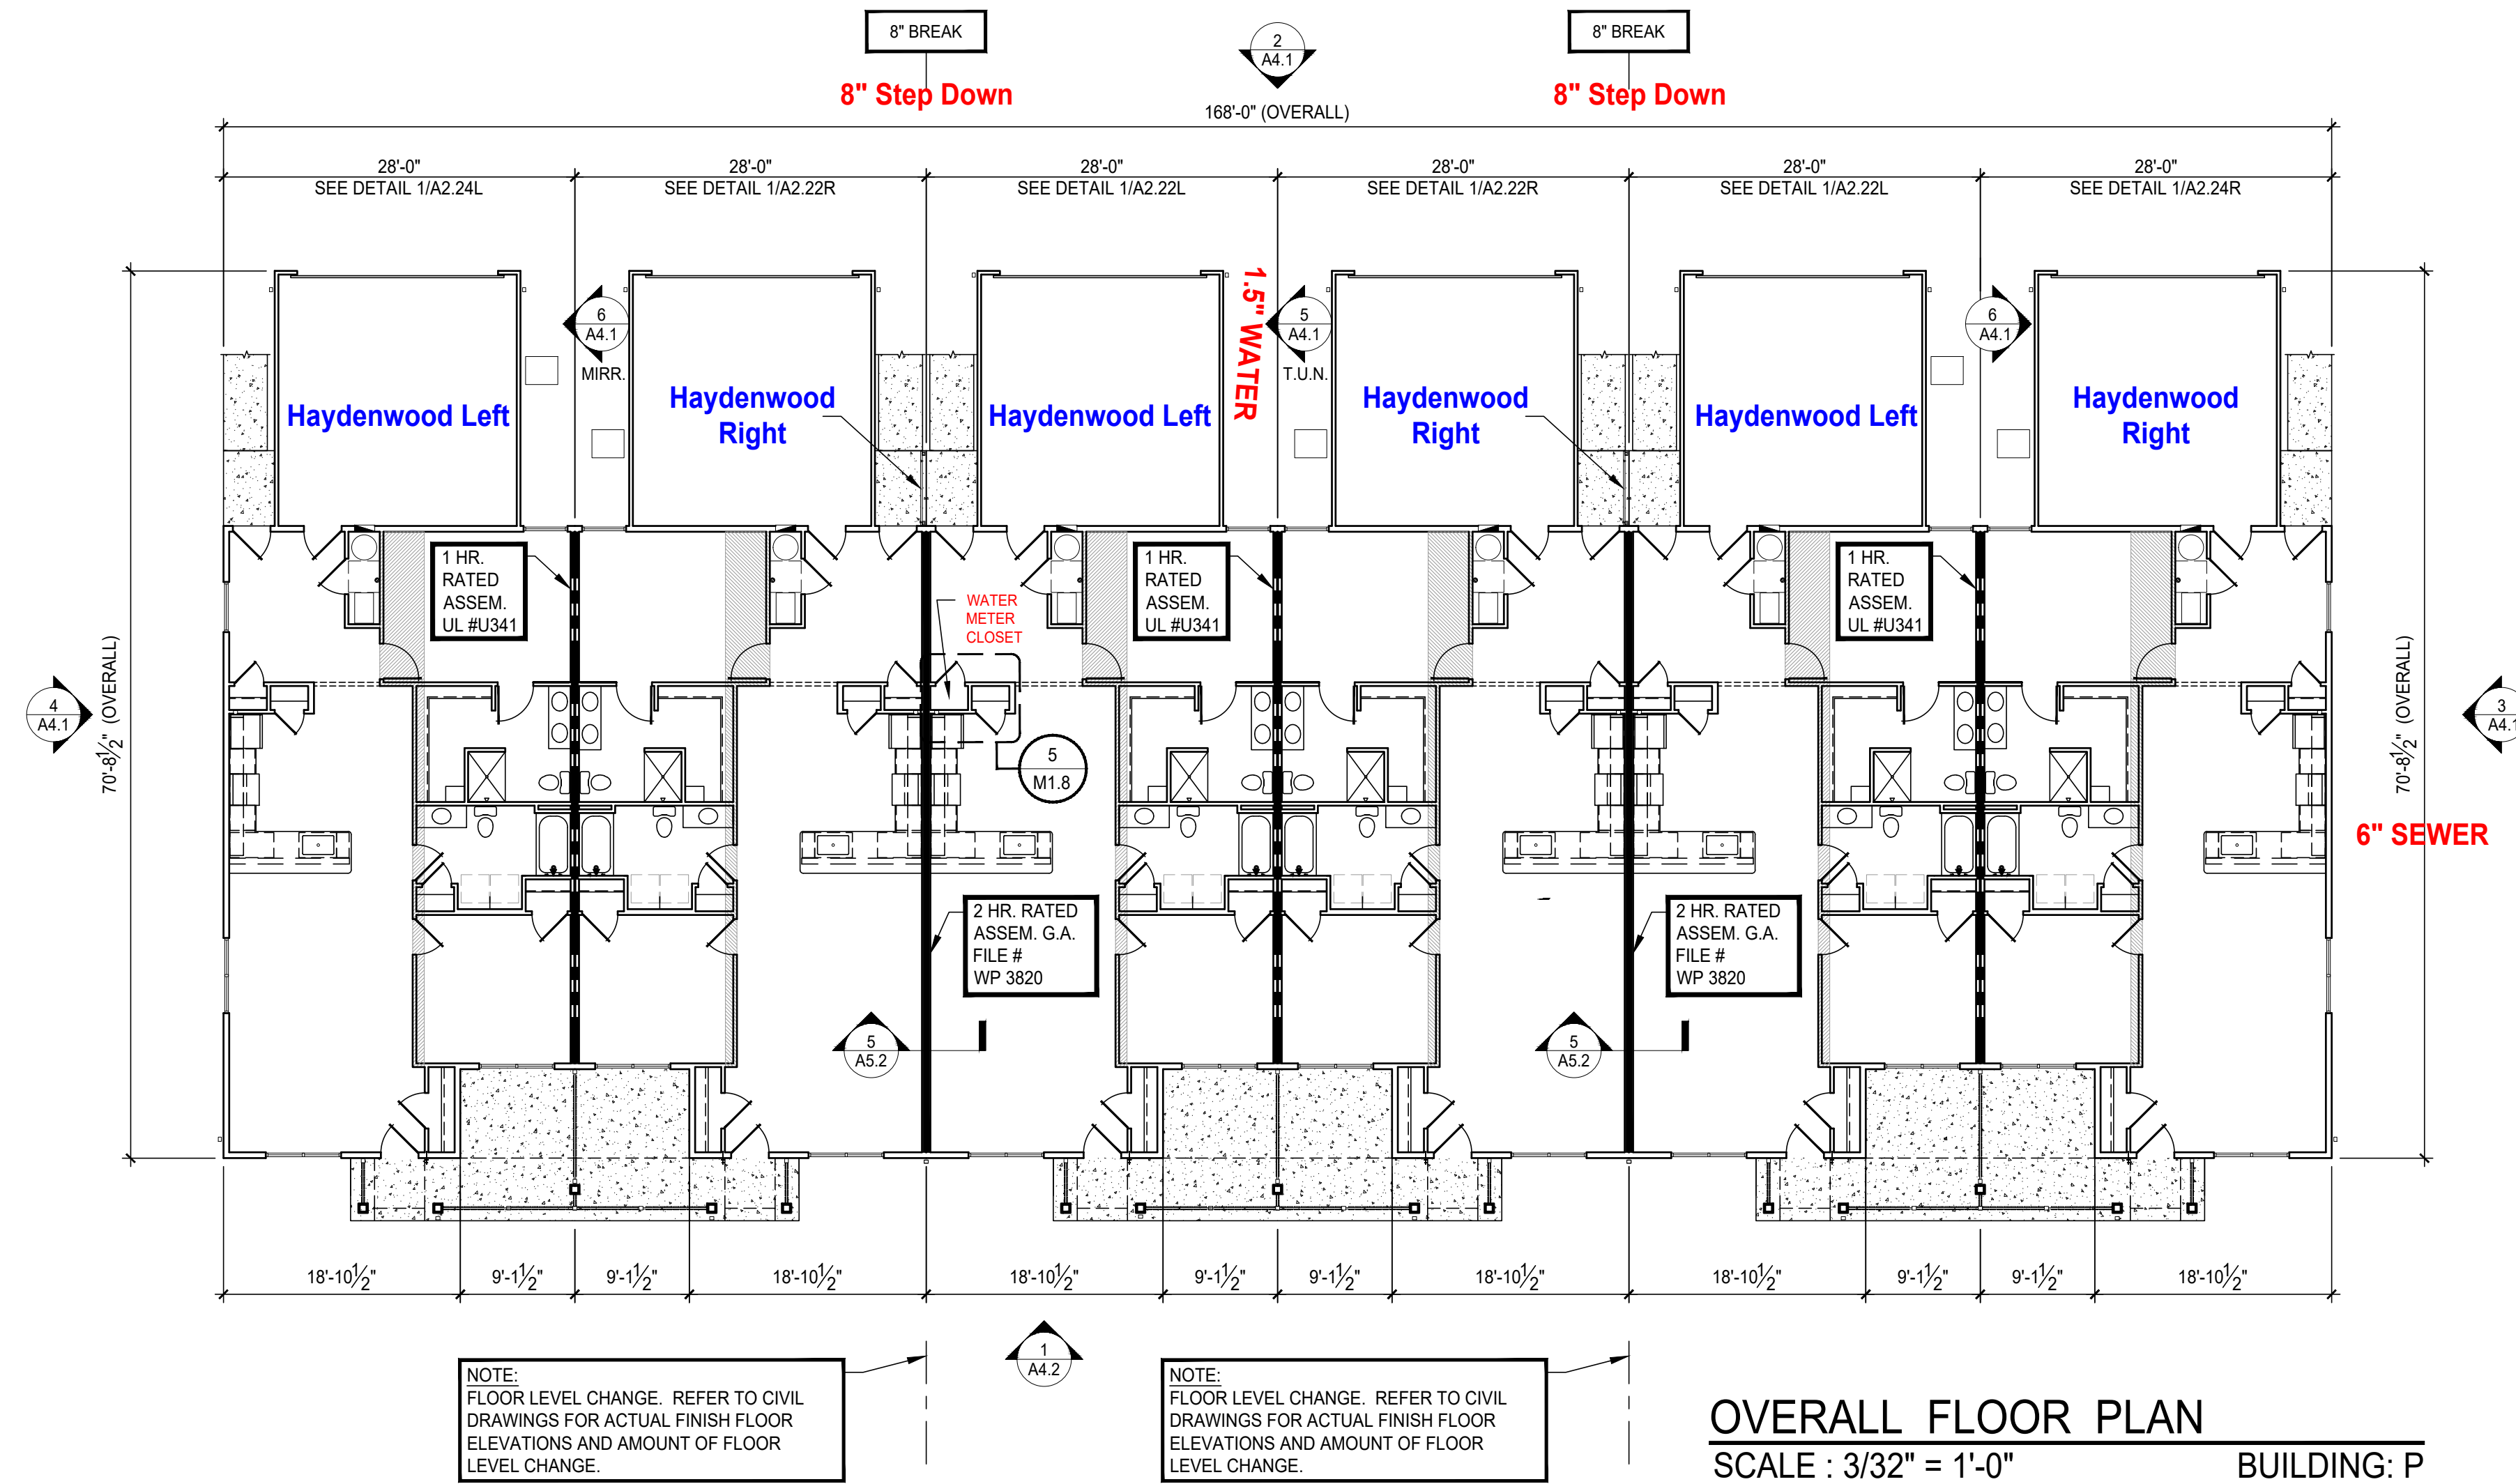 8" BREAK
8" BREAK
2
A4.1
8" Step Down
8" Step Down
168'-0" (OVERALL)
28'-0"
28'-0"
28'-0"
28'-0"
28'-0"
28'-0"
SEE DETAIL 1/A2.24L
SEE DETAIL 1/A2.22R
SEE DETAIL 1/A2.22L
SEE DETAIL 1/A2.22R
SEE DETAIL 1/A2.22L
SEE DETAIL 1/A2.24R
6
A4.1
MIRR.
1.5" WATER
5
A4.1
T.U.N.
6
A4.1
Haydenwood Left
Haydenwood
Right
Haydenwood Left
Haydenwood
Right
Haydenwood Left
Haydenwood
Right
1 HR.
RATED
ASSEM.
UL #U341
1 HR.
RATED
ASSEM.
UL #U341
1 HR.
RATED
ASSEM.
UL #U341
WATER
METER
CLOSET
4
A4.1
70'-8½" (OVERALL)
5
M1.8
70'-8½" (OVERALL)
3
A4.1
6" SEWER
2 HR. RATED
ASSEM. G.A.
FILE #
WP 3820
2 HR. RATED
ASSEM. G.A.
FILE #
WP 3820
5
A5.2
5
A5.2
18'-10½"
9'-1½"
9'-1½"
18'-10½"
18'-10½"
9'-1½"
9'-1½"
18'-10½"
18'-10½"
9'-1½"
9'-1½"
18'-10½"
1
A4.2
NOTE:
FLOOR LEVEL CHANGE. REFER TO CIVIL
DRAWINGS FOR ACTUAL FINISH FLOOR
ELEVATIONS AND AMOUNT OF FLOOR
LEVEL CHANGE.
NOTE:
FLOOR LEVEL CHANGE. REFER TO CIVIL
DRAWINGS FOR ACTUAL FINISH FLOOR
ELEVATIONS AND AMOUNT OF FLOOR
LEVEL CHANGE.
OVERALL FLOOR PLAN
SCALE : 3/32" = 1'-0"
BUILDING: P